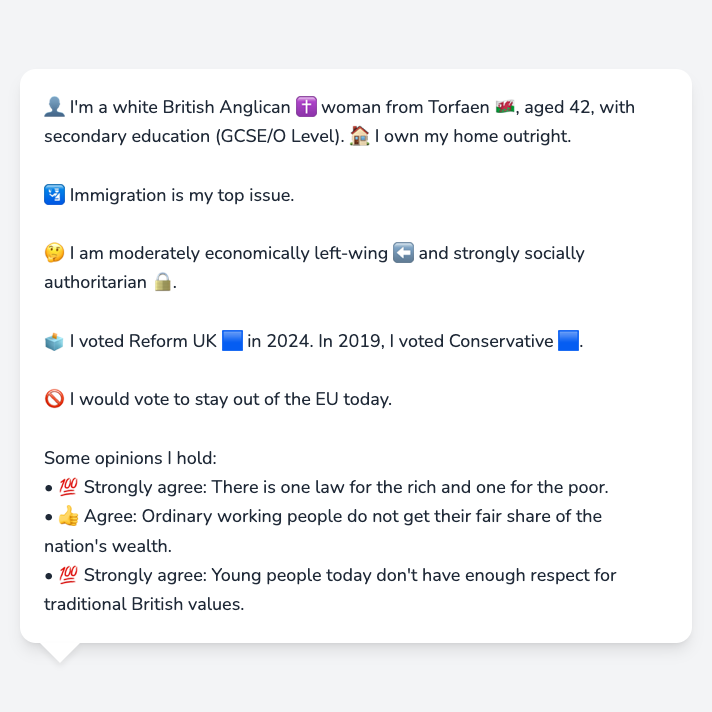 👤 I'm a white British Anglican ✝️ woman from Torfaen 🏴󠁧󠁢󠁷󠁬󠁳󠁿, aged 42, with
secondary education (GCSE/O Level). 🏠 I own my home outright.
🛂 Immigration is my top issue.
🤔 I am moderately economically left-wing ⬅️ and strongly socially
authoritarian 🔒.
🗳️ I voted Reform UK 🟦 in 2024. In 2019, I voted Conservative 🟦.
🚫 I would vote to stay out of the EU today.
Some opinions I hold:
• 💯 Strongly agree: There is one law for the rich and one for the poor.
• 👍 Agree: Ordinary working people do not get their fair share of the
nation's wealth.
• 💯 Strongly agree: Young people today don't have enough respect for
traditional British values.